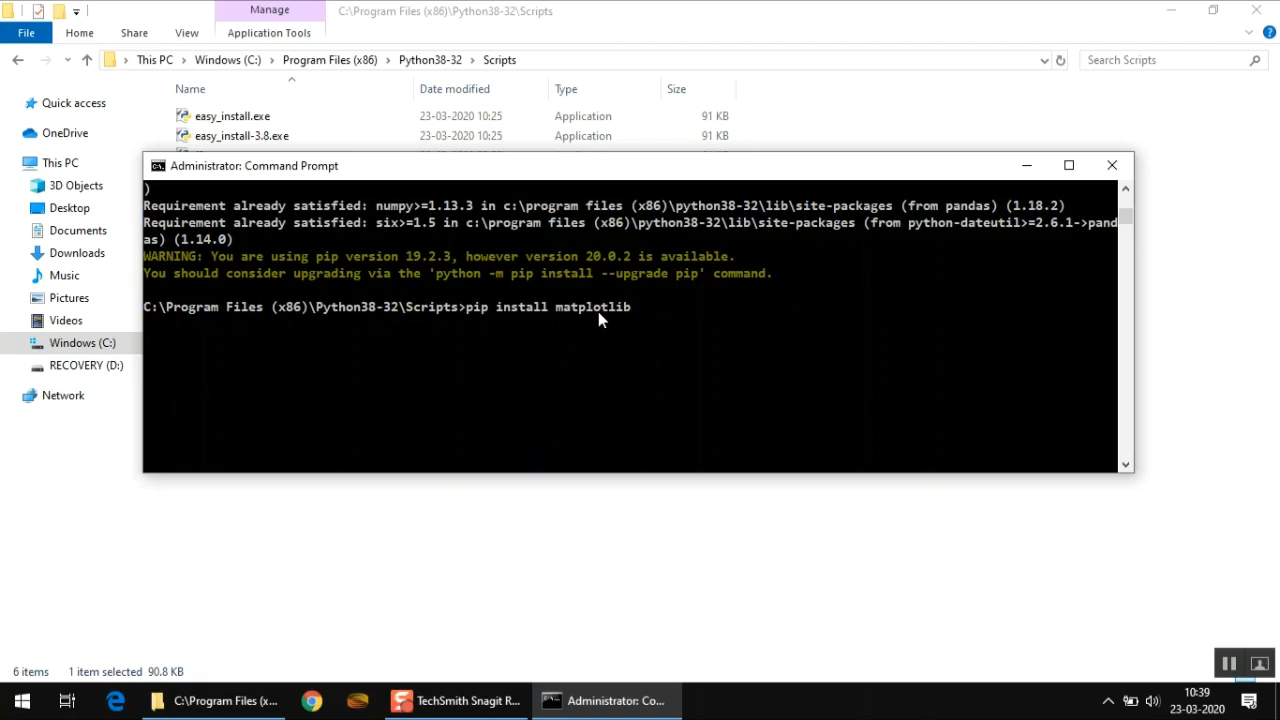 Manage
C:\Program Files (x86)\Python38-32\Scripts
File
Home
Share
View
Application Tools
This PC
Windows (C:)
Program Files (x86)
Python38-32
Scripts
Search Scripts
Name
Date modified
Type
Size
Quick access
OneDrive
This PC
3D Objects
Desktop
Documents
Downloads
Music
Pictures
Videos
Windows (C:)
RECOVERY (D:)
Network
easy_install.exe
23-03-2020 10:25
Application
91 KB
easy_install-3.8.exe
23-03-2020 10:25
Application
91 KB
Administrator: Command Prompt
)
Requirement already satisfied: numpy>=1.13.3 in c:\program files (x86)\python38-32\lib\site-packages (from pandas) (1.18.2)
Requirement already satisfied: six>=1.5 in c:\program files (x86)\python38-32\lib\site-packages (from python-dateutil>=2.6.1->pand
as) (1.14.0)
WARNING: You are using pip version 19.2.3, however version 20.0.2 is available.
You should consider upgrading via the 'python -m pip install --upgrade pip' command.
C:\Program Files (x86)\Python38-32\Scripts>pip install matplotlib
6 items
1 item selected 90.8 KB
C:\Program Files (x...
TechSmith Snagit R...
Administrator: Co...
10:39
23-03-2020